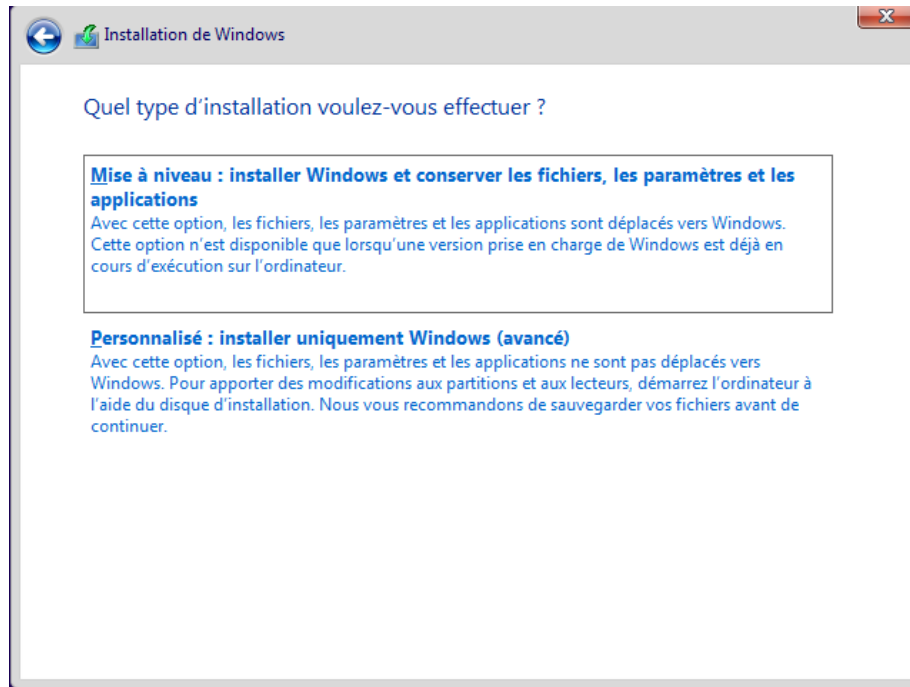 Installation de Windows
Quel type d'installation voulez-vous effectuer ?
Mise à niveau : installer Windows et conserver les fichiers, les paramètres et les
applications
Avec cette option, les fichiers, les paramètres et les applications sont déplacés vers Windows.
Cette option n'est disponible que lorsqu'une version prise en charge de Windows est déjà en
cours d'exécution sur l'ordinateur.
Personnalisé : installer uniquement Windows (avancé)
Avec cette option, les fichiers, les paramètres et les applications ne sont pas déplacés vers
Windows. Pour apporter des modifications aux partitions et aux lecteurs, démarrez l'ordinateur à
l'aide du disque d'installation. Nous vous recommandons de sauvegarder vos fichiers avant de
continuer.